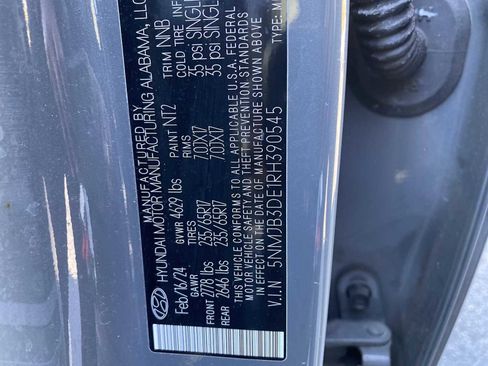 MANUFACTURED BY
HYUNDAI MOTOR MANUFACTURING ALABAMA, LLC
Feb/16/24 GVWR 4629 lbs PAINT NT2 TRIM NNB
GAWR TIRES RIMS COLD TIRE INF
FRONT 2778 lbs 235/65R17 7.0JX17 35 psi SINGLE
REAR 2646 lbs 235/65R17 7.0JX17 35 psi SINGLE
THIS VEHICLE CONFORMS TO ALL APPLICABLE U.S.A. FEDERAL
MOTOR VEHICLE SAFETY, BUMPER, AND THEFT PREVENTION STANDARDS
IN EFFECT ON THE DATE OF MANUFACTURE SHOWN ABOVE
V.I.N 5NMJB3DE1RH390545 TYPE M